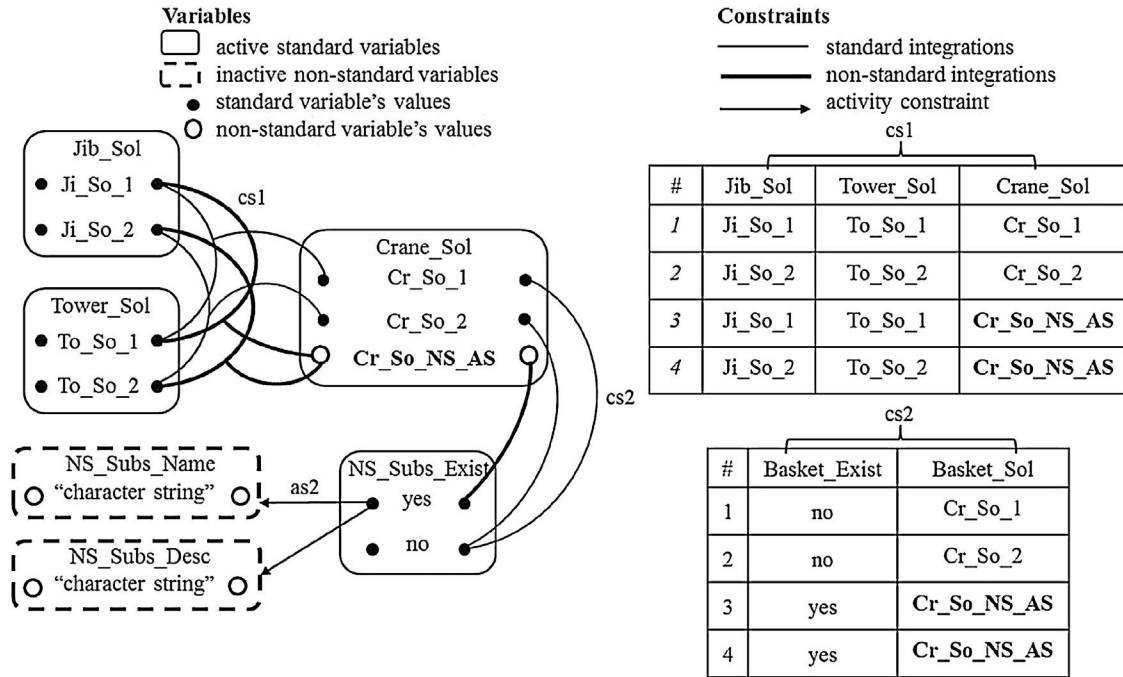 Variables
active standard variables
inactive non-standard variables
standard variable's values
non-standard variable's values
Constraints
standard integrations
non-standard integrations
activity constraint
Jib_Sol
Ji_So_1
Ji_So_2
cs1
Tower_Sol
To_So_1
To_So_2
Crane_Sol
Cr_So_1
Cr_So_2
Cr_So_NS_AS
cs2
NS_Subs_Name
"character string"
as2
NS_Subs_Desc
"character string"
NS_Subs_Exist
yes
no
cs1
# Jib_Sol Tower_Sol Crane_Sol
1 Ji_So_1 To_So_1 Cr_So_1
2 Ji_So_2 To_So_2 Cr_So_2
3 Ji_So_1 To_So_1 Cr_So_NS_AS
4 Ji_So_2 To_So_2 Cr_So_NS_AS
cs2
# Basket_Exist Basket_Sol
1 no Cr_So_1
2 no Cr_So_2
3 yes Cr_So_NS_AS
4 yes Cr_So_NS_AS